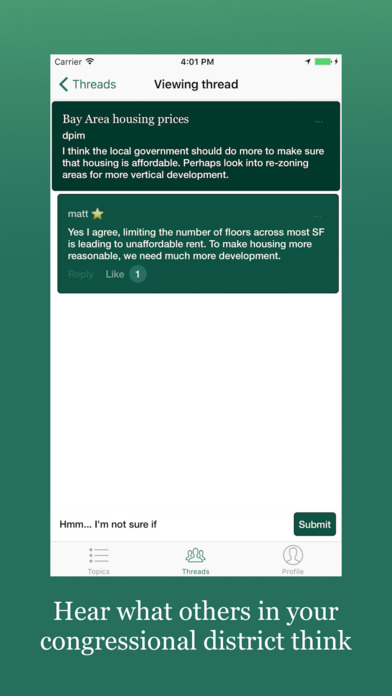 Carrier 4:01 PM
Threads Viewing thread
Bay Area housing prices ...
dpim
I think the local government should do more to make sure
that housing is affordable. Perhaps look into re-zoning
areas for more vertical development.
matt ...
Yes I agree, limiting the number of floors across most SF
is leading to unaffordable rent. To make housing more
reasonable, we need much more development.
Reply Like 1
Hmm... I'm not sure if Submit
Topics Threads Profile
Hear what others in your
congressional district think